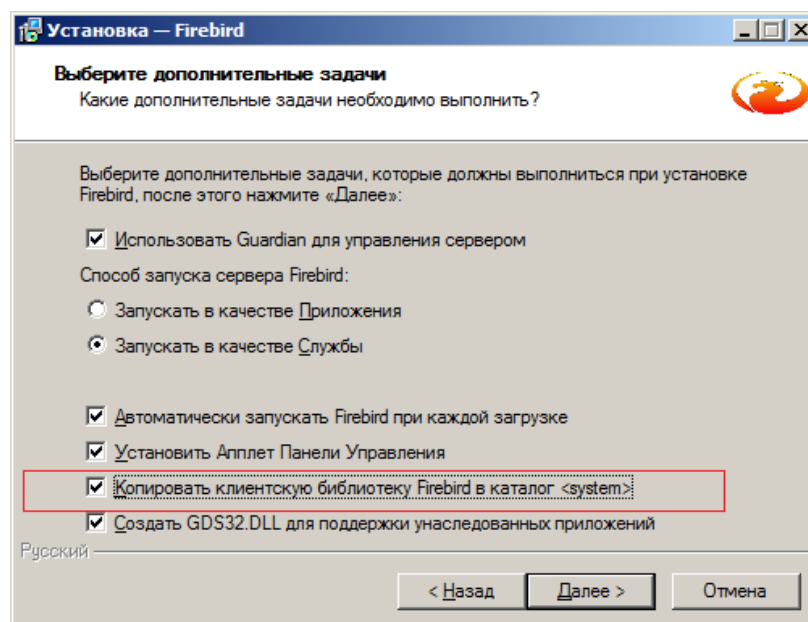 Установка — Firebird
Выберите дополнительные задачи
Какие дополнительные задачи необходимо выполнить?
Выберите дополнительные задачи, которые должны выполниться при установке
Firebird, после этого нажмите «Далее»:
Использовать Guardian для управления сервером
Способ запуска сервера Firebird:
Запускать в качестве Приложения
Запускать в качестве Службы
Автоматически запускать Firebird при каждой загрузке
Установить Апплет Панели Управления
Копировать клиентскую библиотеку Firebird в каталог <system>
Создать GDS32.DLL для поддержки унаследованных приложений
Русский
< Назад Далее > Отмена